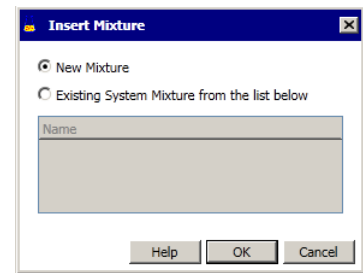 Insert Mixture
New Mixture
Existing System Mixture from the list below
Name
Help OK Cancel